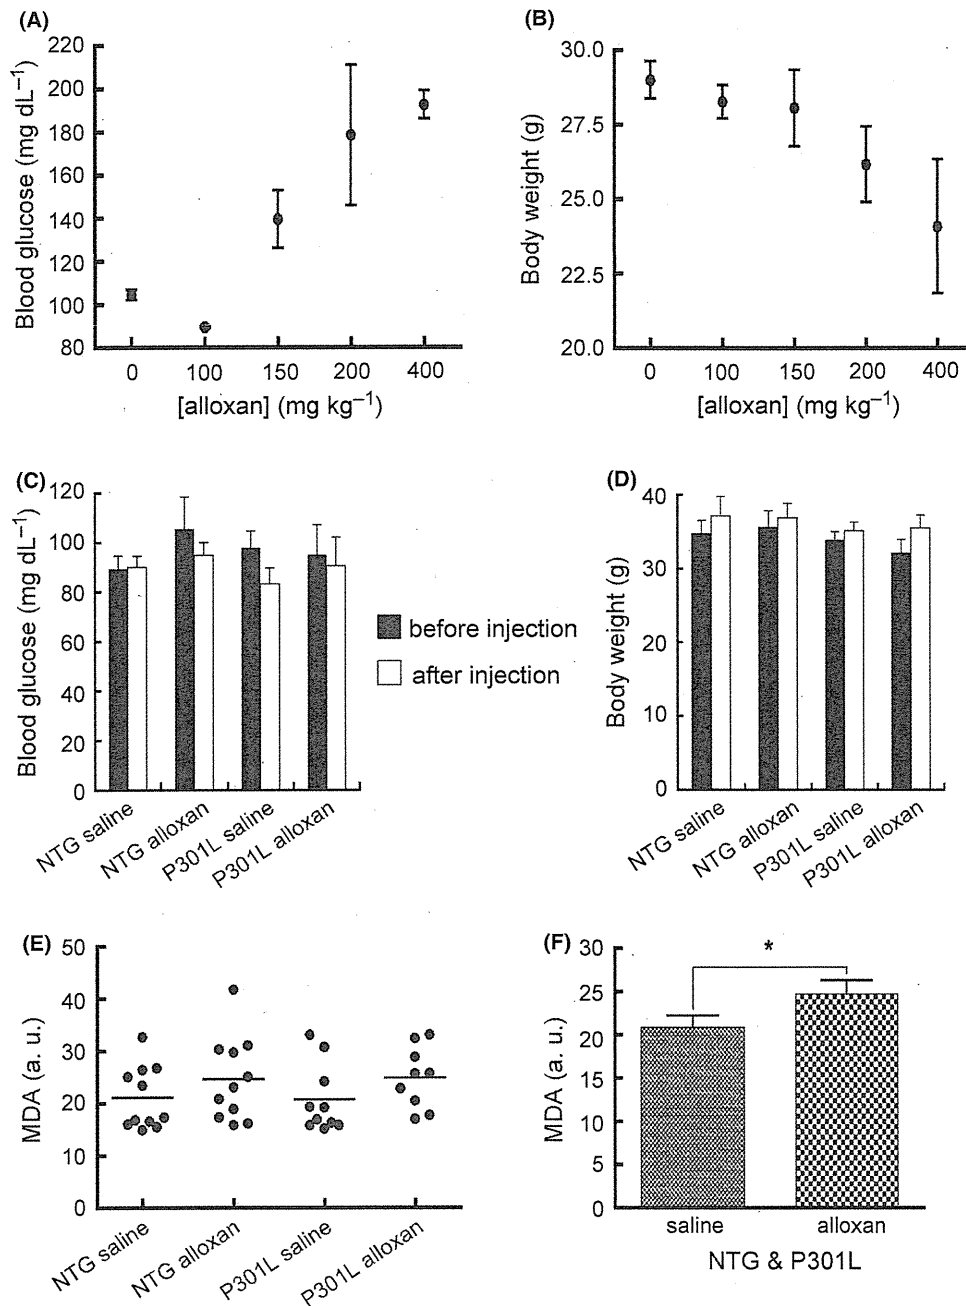 (A)
Blood glucose (mg dL⁻¹)
220
200
180
160
140
120
100
80
0 100 150 200 400
[alloxan] (mg kg⁻¹)
(B)
Body weight (g)
30.0
27.5
25.0
22.5
20.0
0 100 150 200 400
[alloxan] (mg kg⁻¹)
(C)
Blood glucose (mg dL⁻¹)
120
100
80
60
40
20
0
NTG saline
NTG alloxan
P301L saline
P301L alloxan
before injection
after injection
(D)
Body weight (g)
40
30
20
10
0
NTG saline
NTG alloxan
P301L saline
P301L alloxan
(E)
MDA (a. u.)
50
40
30
20
10
0
NTG saline
NTG alloxan
P301L saline
P301L alloxan
(F)
MDA (a. u.)
30
25
20
15
10
5
0
*
saline alloxan
NTG & P301L